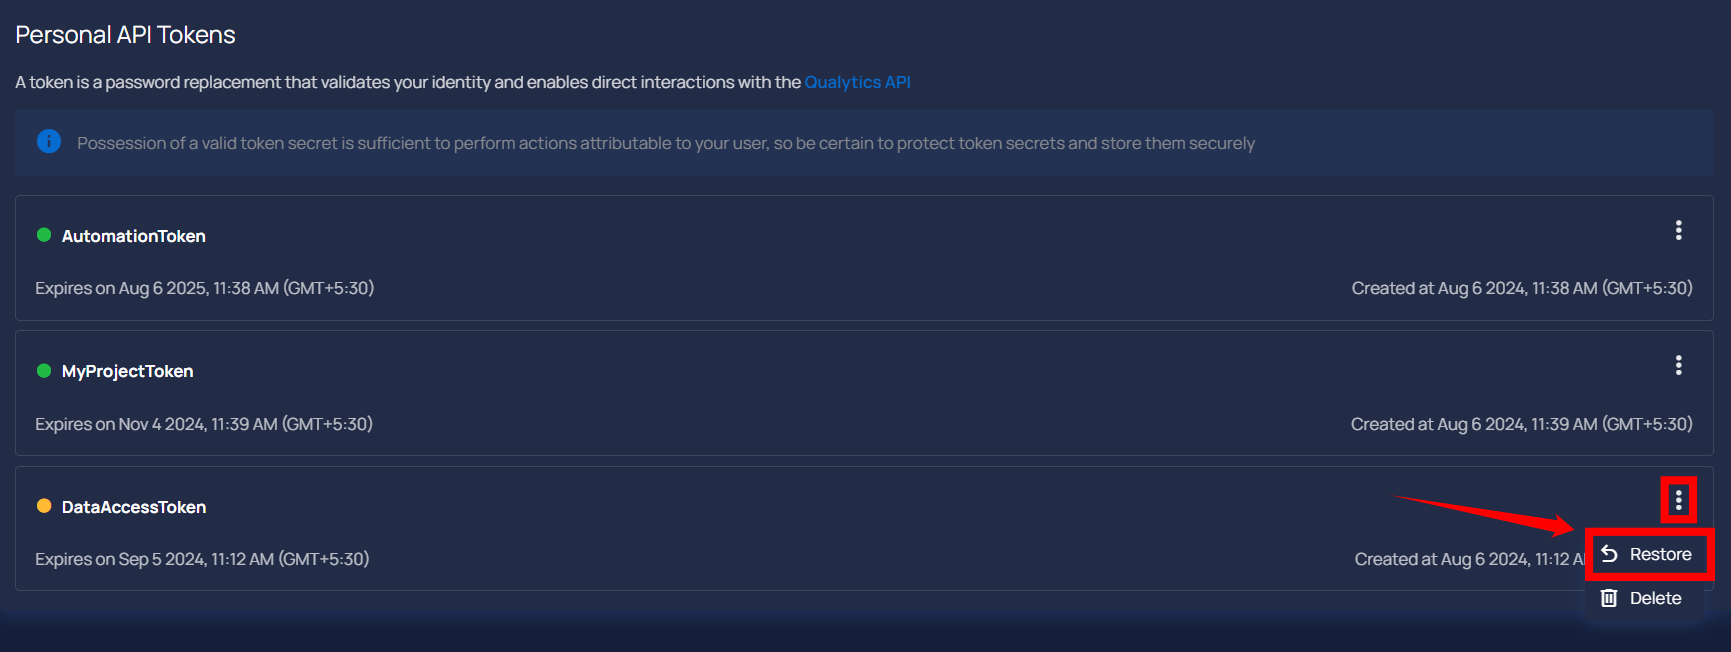 Personal API Tokens
A token is a password replacement that validates your identity and enables direct interactions with the Qualytics API
Possession of a valid token secret is sufficient to perform actions attributable to your user, so be certain to protect token secrets and store them securely
AutomationToken
Expires on Aug 6 2025, 11:38 AM (GMT+5:30)
Created at Aug 6 2024, 11:38 AM (GMT+5:30)
MyProjectToken
Expires on Nov 4 2024, 11:39 AM (GMT+5:30)
Created at Aug 6 2024, 11:39 AM (GMT+5:30)
DataAccessToken
Expires on Sep 5 2024, 11:12 AM (GMT+5:30)
Created at Aug 6 2024, 11:12 A
Restore
Delete